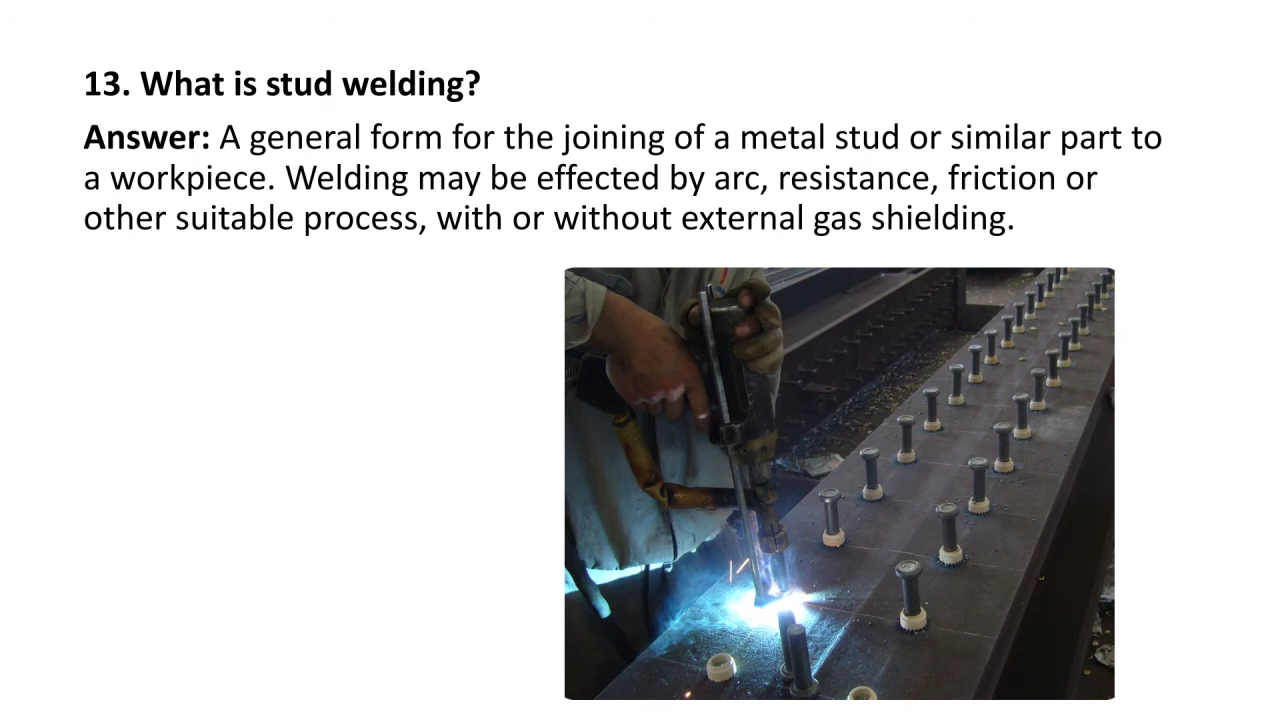 13. What is stud welding?
Answer: A general form for the joining of a metal stud or similar part to
a workpiece. Welding may be effected by arc, resistance, friction or
other suitable process, with or without external gas shielding.